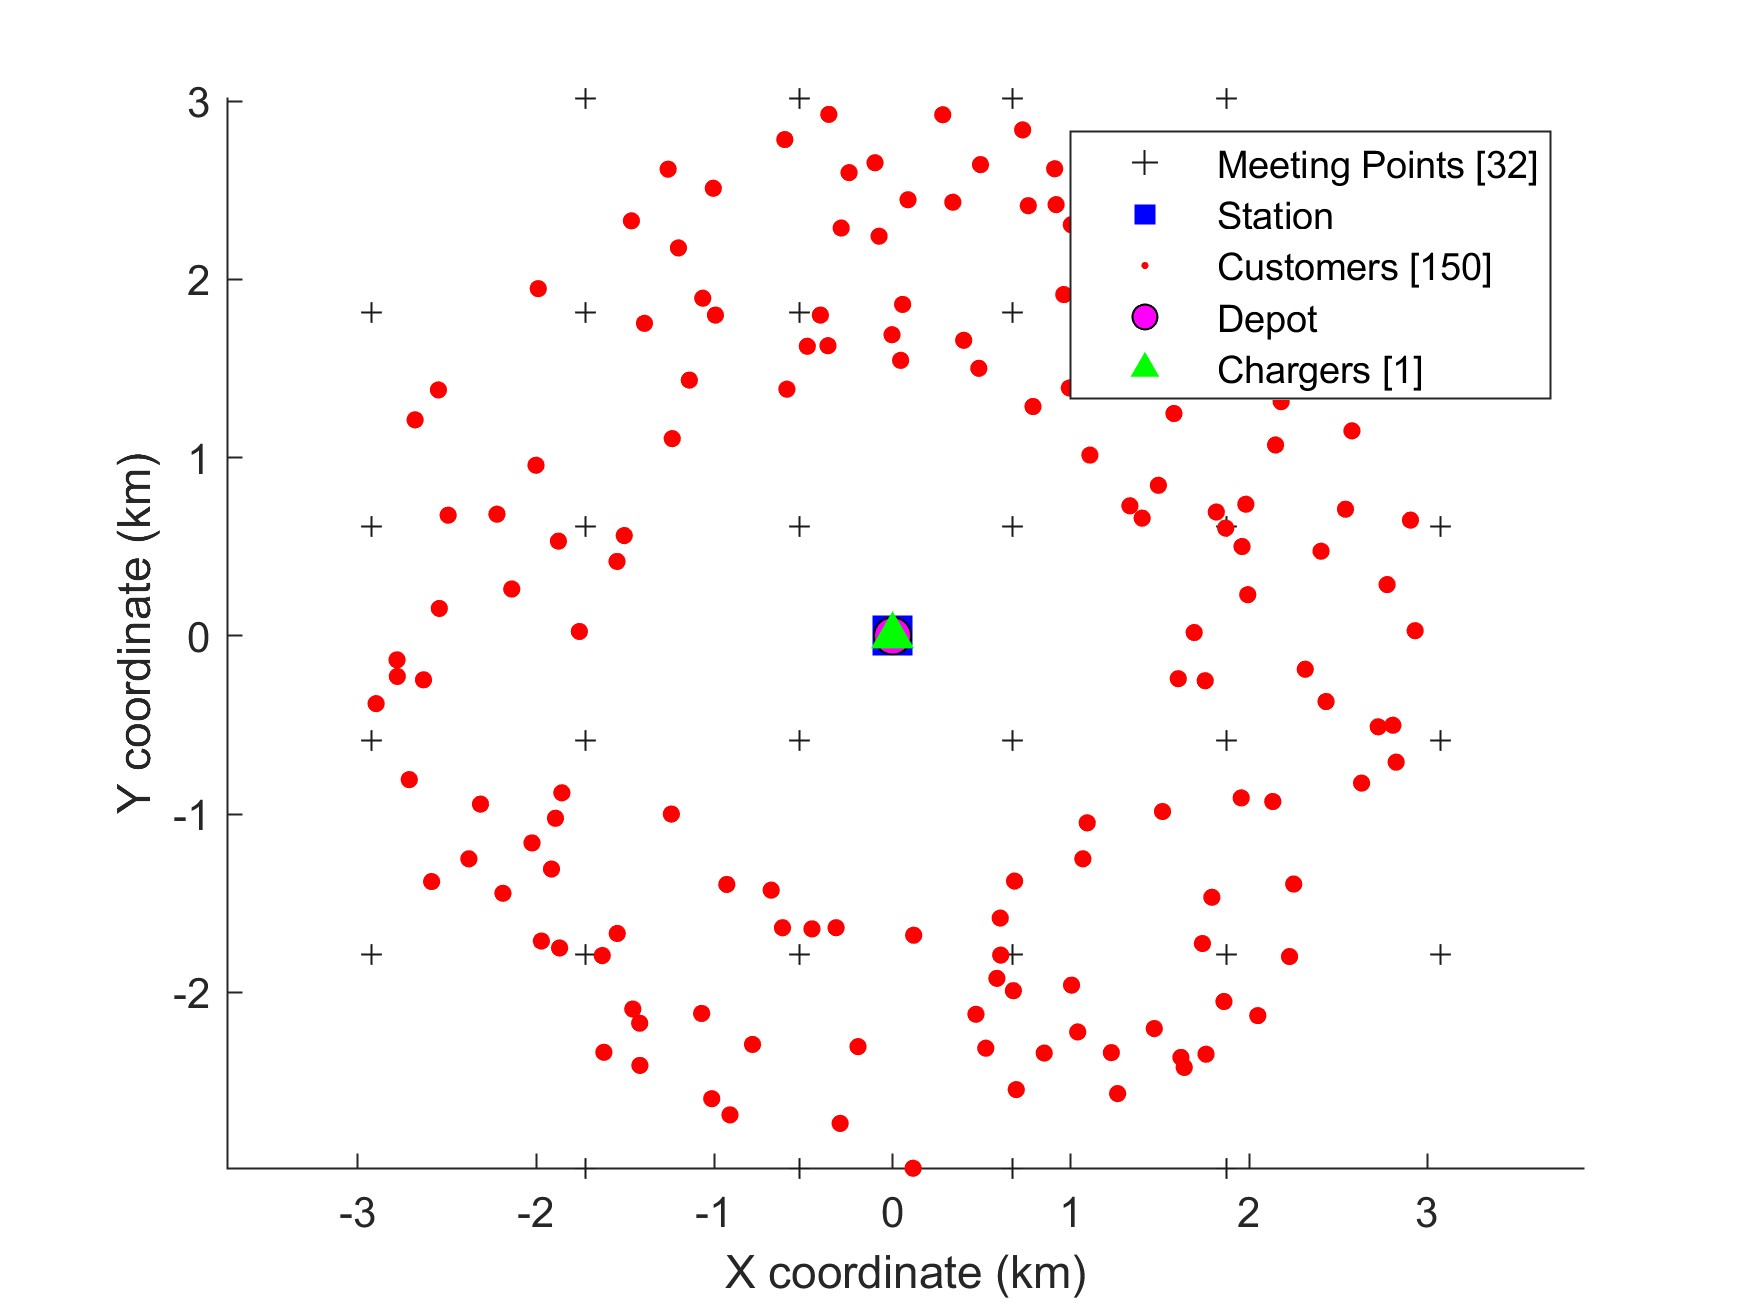 3
2
1
0
-1
-2
Y coordinate (km)
Meeting Points [32]
Station
Customers [150]
Depot
Chargers [1]
-3 -2 -1 0 1 2 3
X coordinate (km)